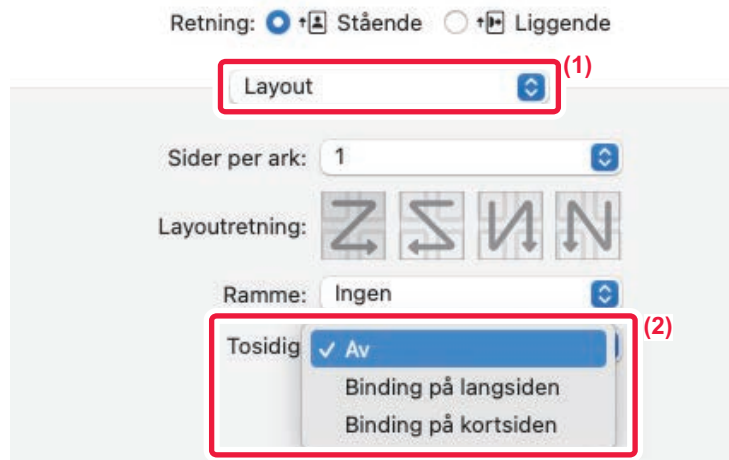 Retning: Stående Liggende
(1)
Layout
Sider per ark: 1
Layoutretning:
Ramme: Ingen
(2)
Tosidig ✓ Av
Binding på langsiden
Binding på kortsiden